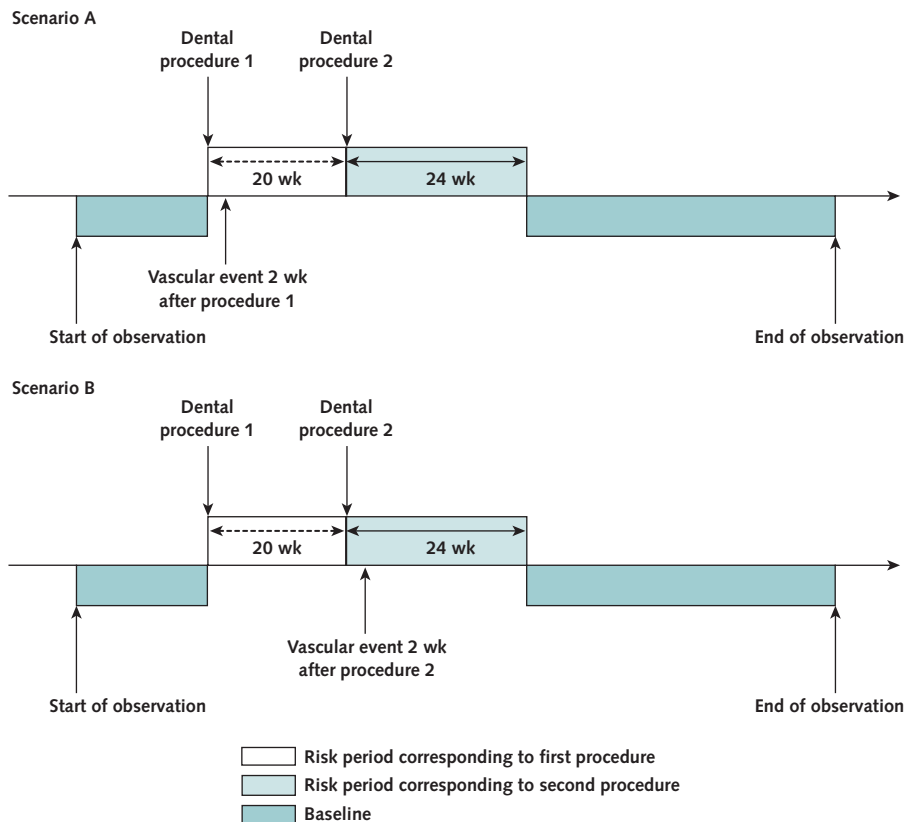 Scenario A
Dental
procedure 1
Dental
procedure 2
20 wk
24 wk
Vascular event 2 wk
after procedure 1
Start of observation
End of observation
Scenario B
Dental
procedure 1
Dental
procedure 2
20 wk
24 wk
Vascular event 2 wk
after procedure 2
Start of observation
End of observation
Risk period corresponding to first procedure
Risk period corresponding to second procedure
Baseline